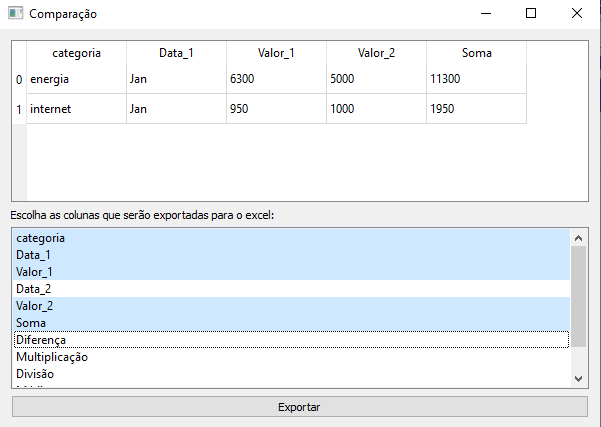 Comparação
categoria Data_1 Valor_1 Valor_2 Soma
0 energia Jan 6300 5000 11300
1 internet Jan 950 1000 1950
Escolha as colunas que serão exportadas para o excel:
categoria
Data_1
Valor_1
Data_2
Valor_2
Soma
Diferença
Multiplicação
Divisão
Exportar